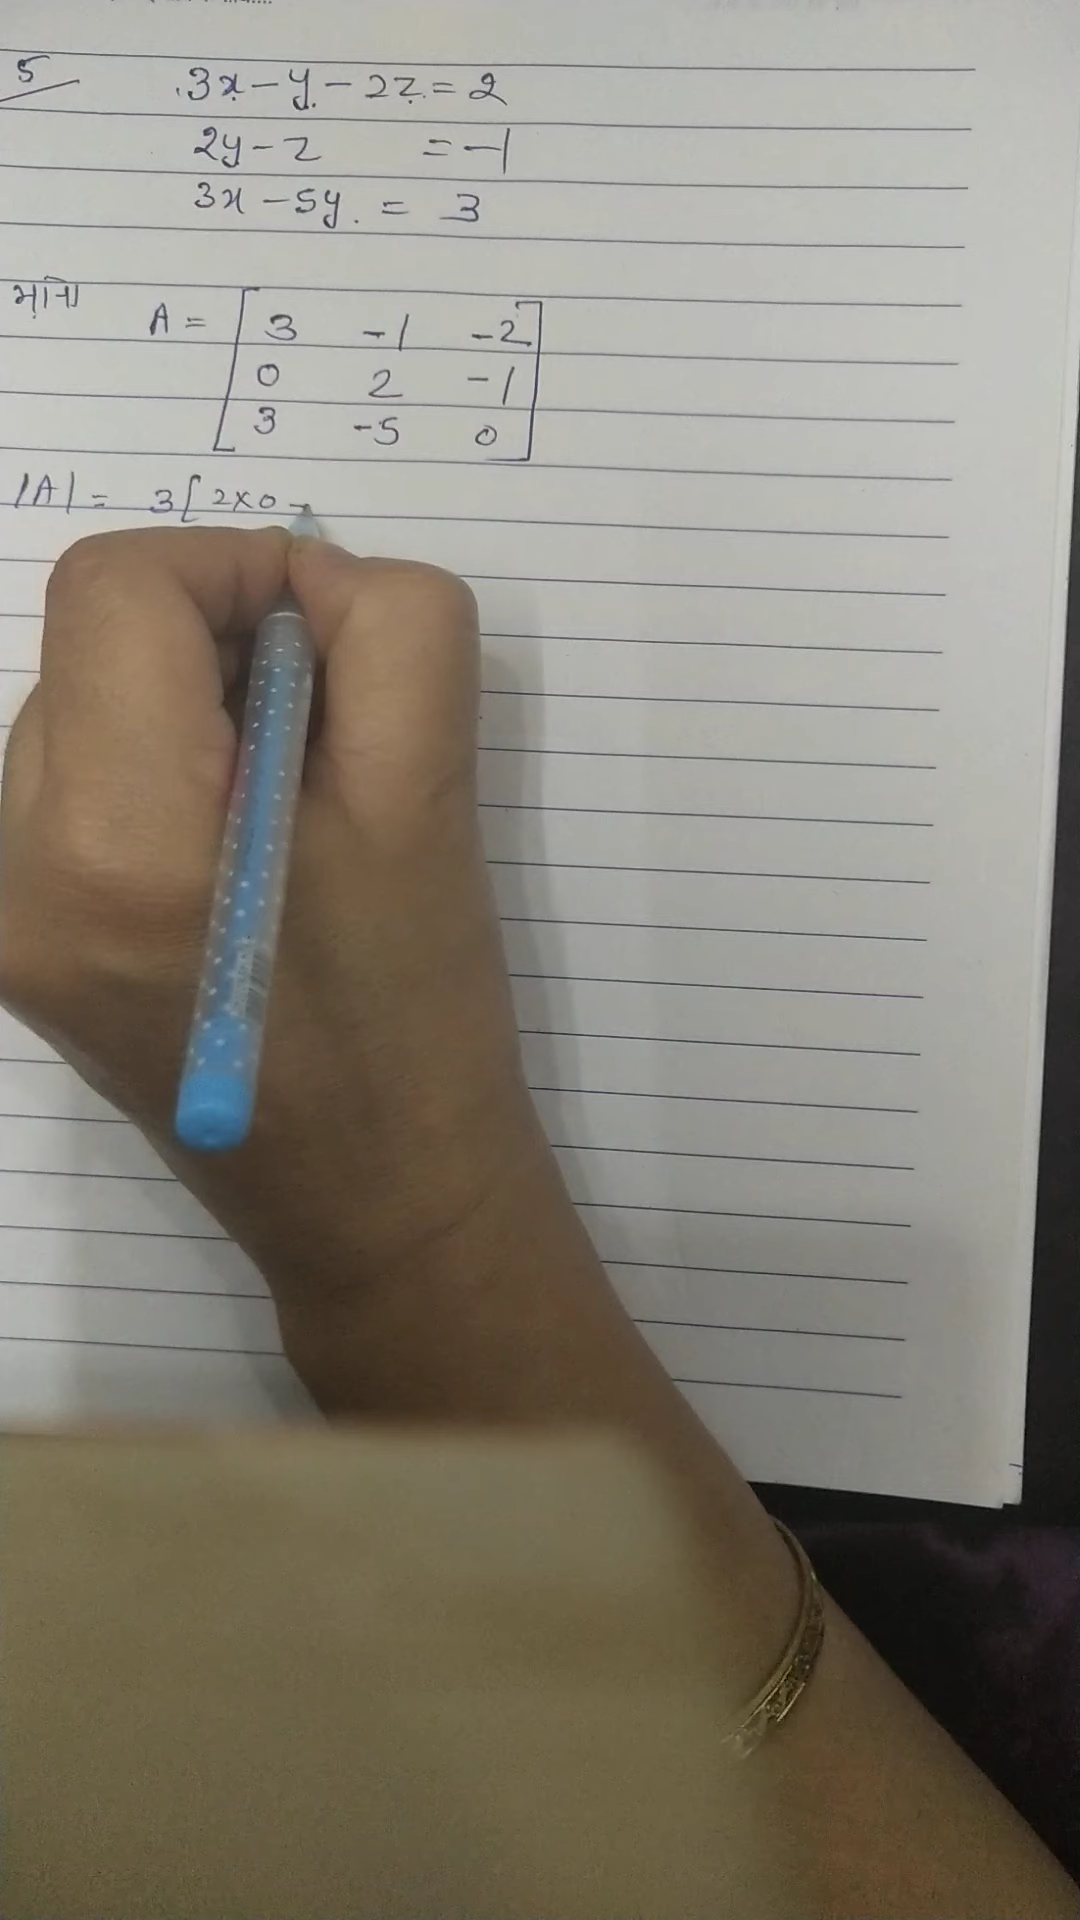 5 3x - y - 2z = 2
2y - z = -1
3x - 5y = 3
माना A = [ 3 -1 -2
0 2 -1
3 -5 0 ]
|A| = 3[ 2×0 -